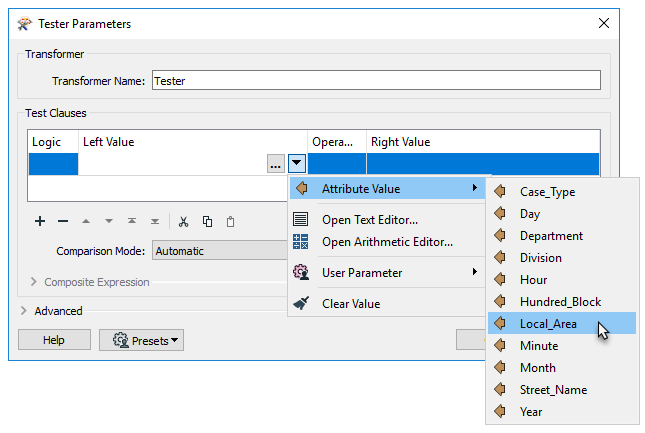 Tester Parameters
Transformer
Transformer Name: Tester
Test Clauses
Logic Left Value Opera... Right Value
...
Attribute Value
Open Text Editor...
Open Arithmetic Editor...
User Parameter
Clear Value
Case_Type
Day
Department
Division
Hour
Hundred_Block
Local_Area
Minute
Month
Street_Name
Year
Comparison Mode: Automatic
Composite Expression
Advanced
Help Presets